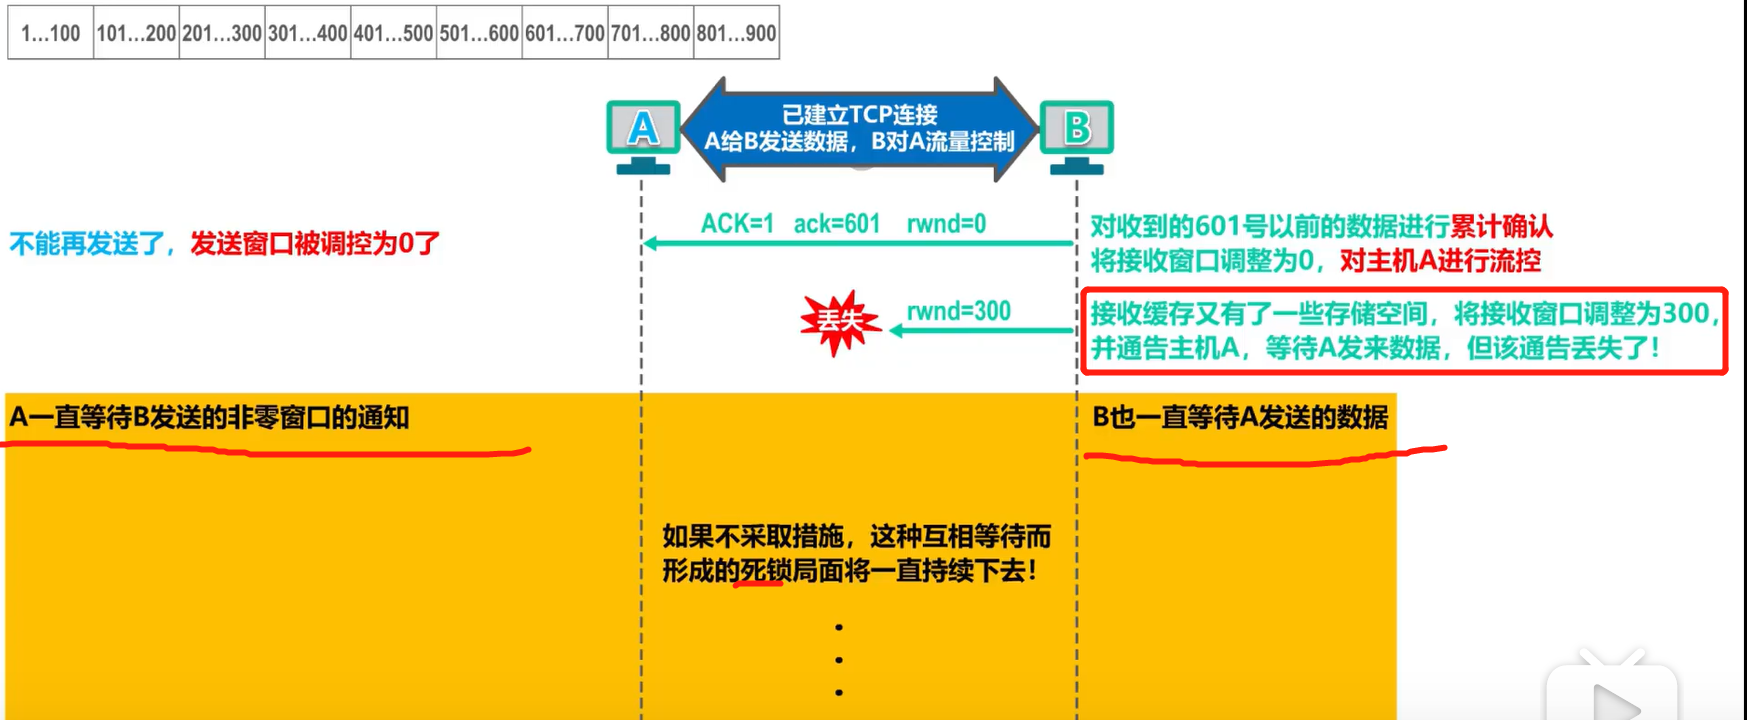 1...100 101...200 201...300 301...400 401...500 501...600 601...700 701...800 801...900
已建立TCP连接
A给B发送数据，B对A流量控制
A
B
不能再发送了，发送窗口被调控为0了
ACK=1 ack=601 rwnd=0
对收到的601号以前的数据进行累计确认
将接收窗口调整为0，对主机A进行流控
丢失
rwnd=300
接收缓存又有了一些存储空间，将接收窗口调整为300，
并通告主机A，等待A发来数据，但该通告丢失了！
A一直等待B发送的非零窗口的通知
B也一直等待A发送的数据
如果不采取措施，这种互相等待而
形成的死锁局面将一直持续下去！